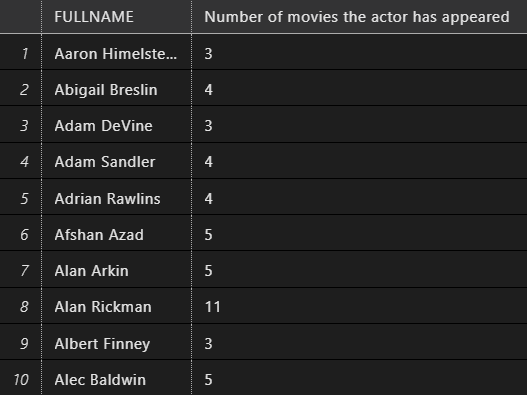 FULLNAME Number of movies the actor has appeared
1 Aaron Himelste... 3
2 Abigail Breslin 4
3 Adam DeVine 3
4 Adam Sandler 4
5 Adrian Rawlins 4
6 Afshan Azad 5
7 Alan Arkin 5
8 Alan Rickman 11
9 Albert Finney 3
10 Alec Baldwin 5